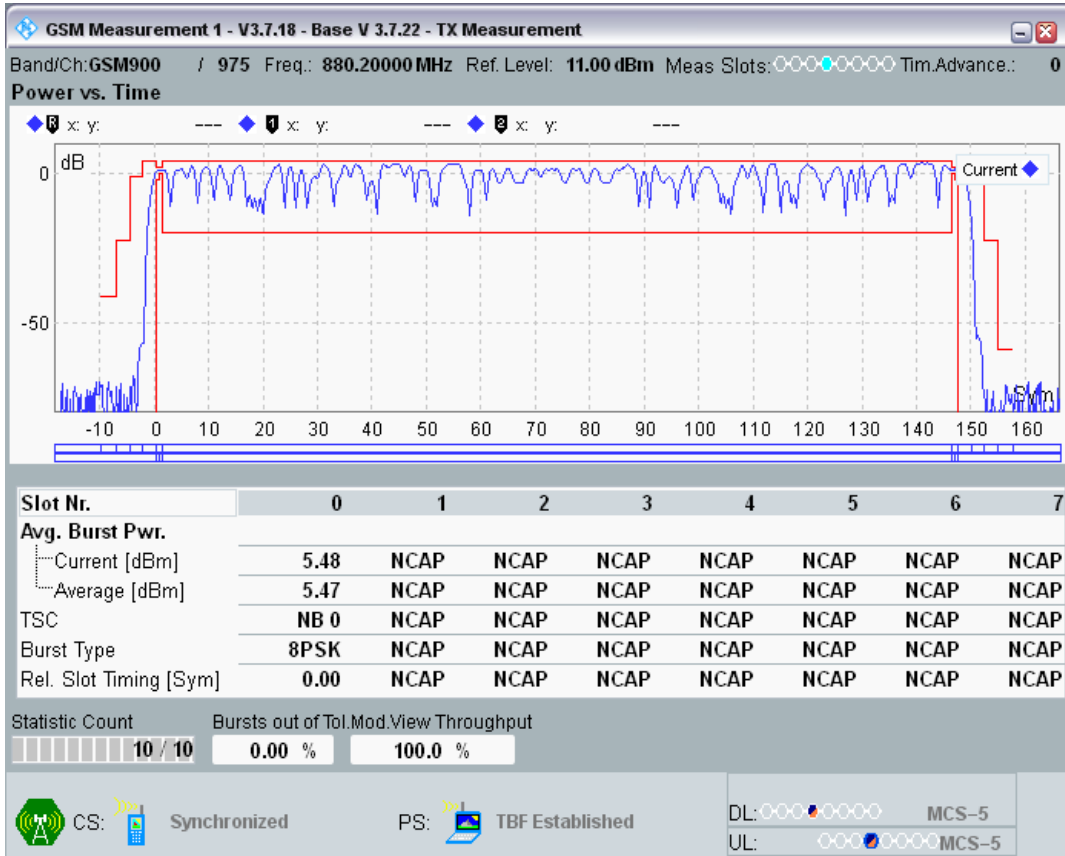 GSM Measurement 1 - V3.7.18 - Base V 3.7.22 - TX Measurement
Band/Ch: GSM900 / 975 Freq.: 880.20000 MHz Ref. Level: 11.00 dBm Meas Slots: Tim.Advance.: 0
Power vs. Time
R x: y: --- 1 x: y: --- 2 x: y: ---
dB
Current
0
-50
Sym
-10 0 10 20 30 40 50 60 70 80 90 100 110 120 130 140 150 160
Slot Nr. 0 1 2 3 4 5 6 7
Avg. Burst Pwr.
Current [dBm] 5.48 NCAP NCAP NCAP NCAP NCAP NCAP NCAP
Average [dBm] 5.47 NCAP NCAP NCAP NCAP NCAP NCAP NCAP
TSC NB 0 NCAP NCAP NCAP NCAP NCAP NCAP NCAP
Burst Type 8PSK NCAP NCAP NCAP NCAP NCAP NCAP NCAP
Rel. Slot Timing [Sym] 0.00 NCAP NCAP NCAP NCAP NCAP NCAP NCAP
Statistic Count Bursts out of Tol. Mod.View Throughput
10 / 10 0.00 % 100.0 %
CS: Synchronized PS: TBF Established
DL: MCS-5
UL: MCS-5